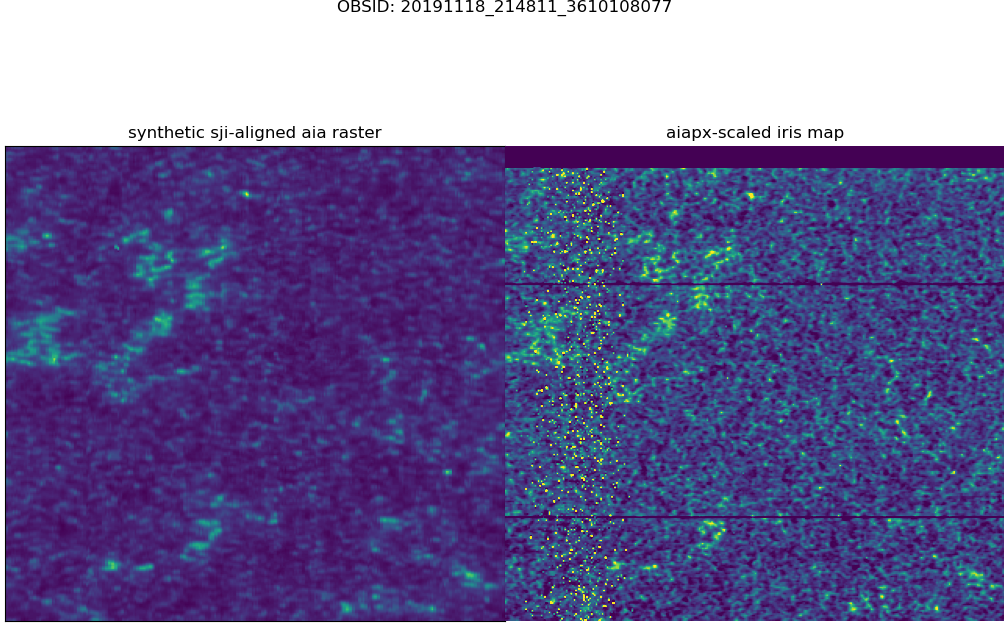 OBSID: 20191118_214811_3610108077
synthetic sji-aligned aia raster
aiapx-scaled iris map